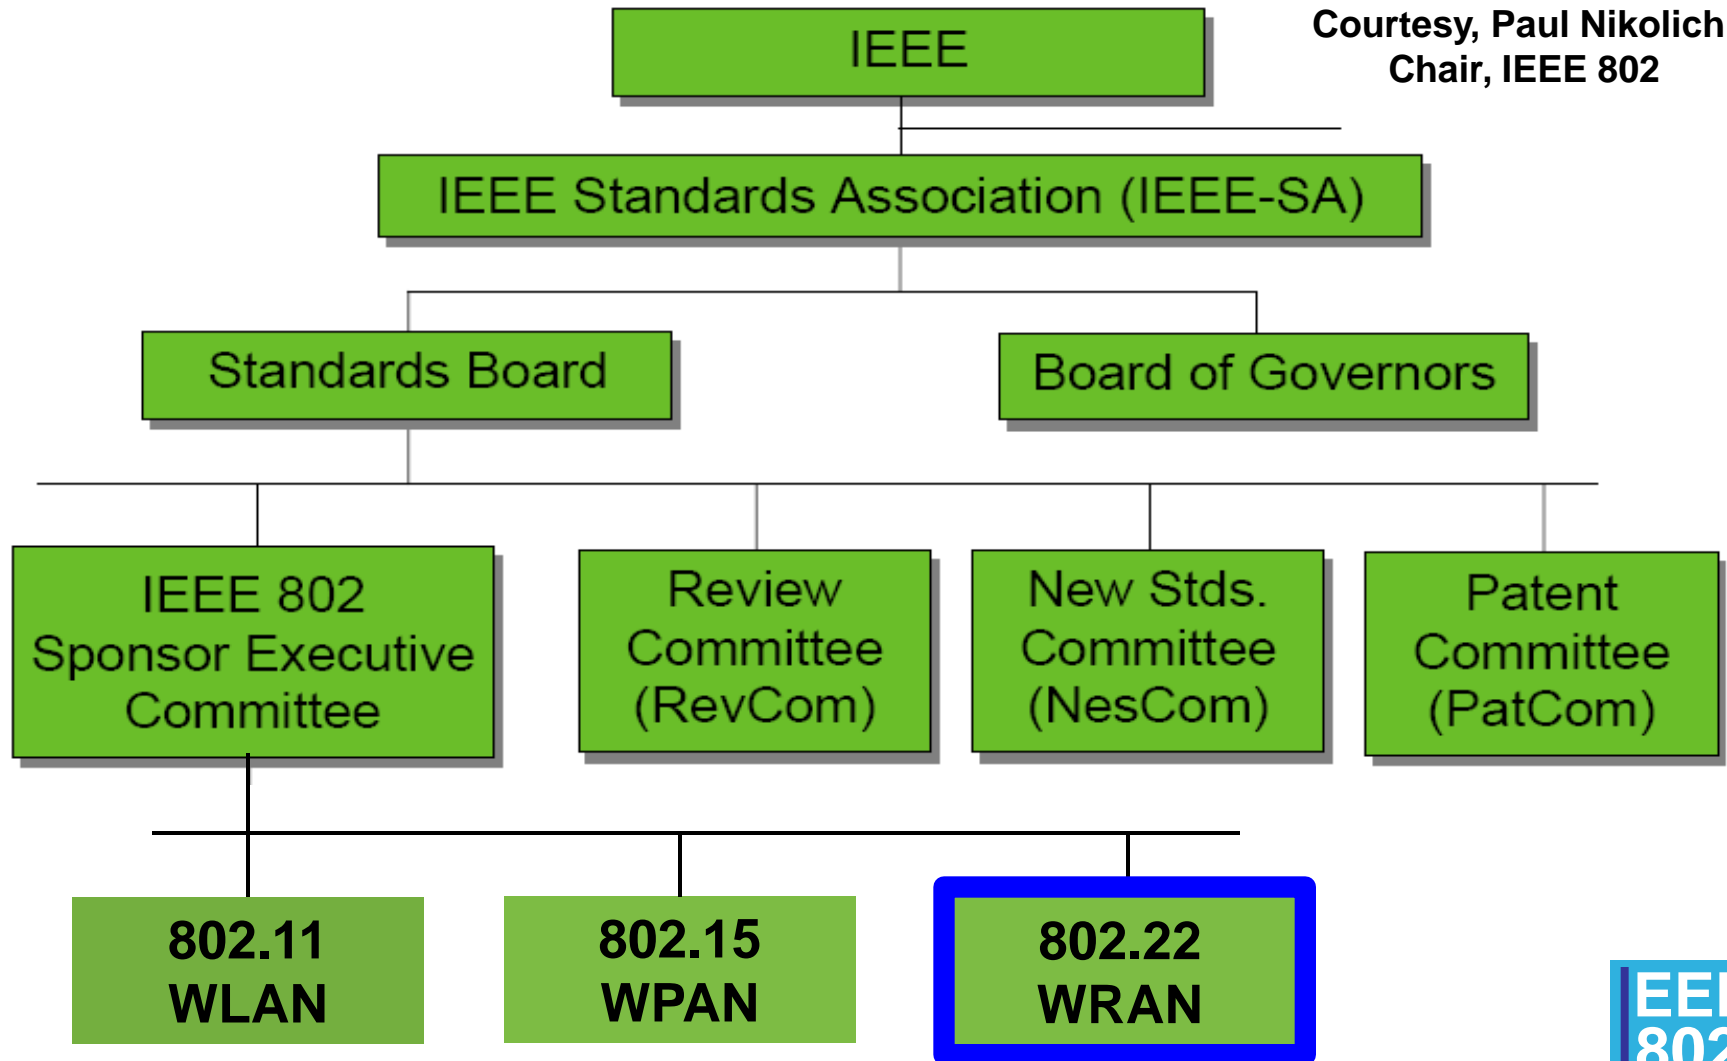 Courtesy, Paul Nikolich
Chair, IEEE 802
IEEE
IEEE Standards Association (IEEE-SA)
Standards Board
Board of Governors
IEEE 802
Sponsor Executive
Committee
Review
Committee
(RevCom)
New Stds.
Committee
(NesCom)
Patent
Committee
(PatCom)
802.11
WLAN
802.15
WPAN
802.22
WRAN
802